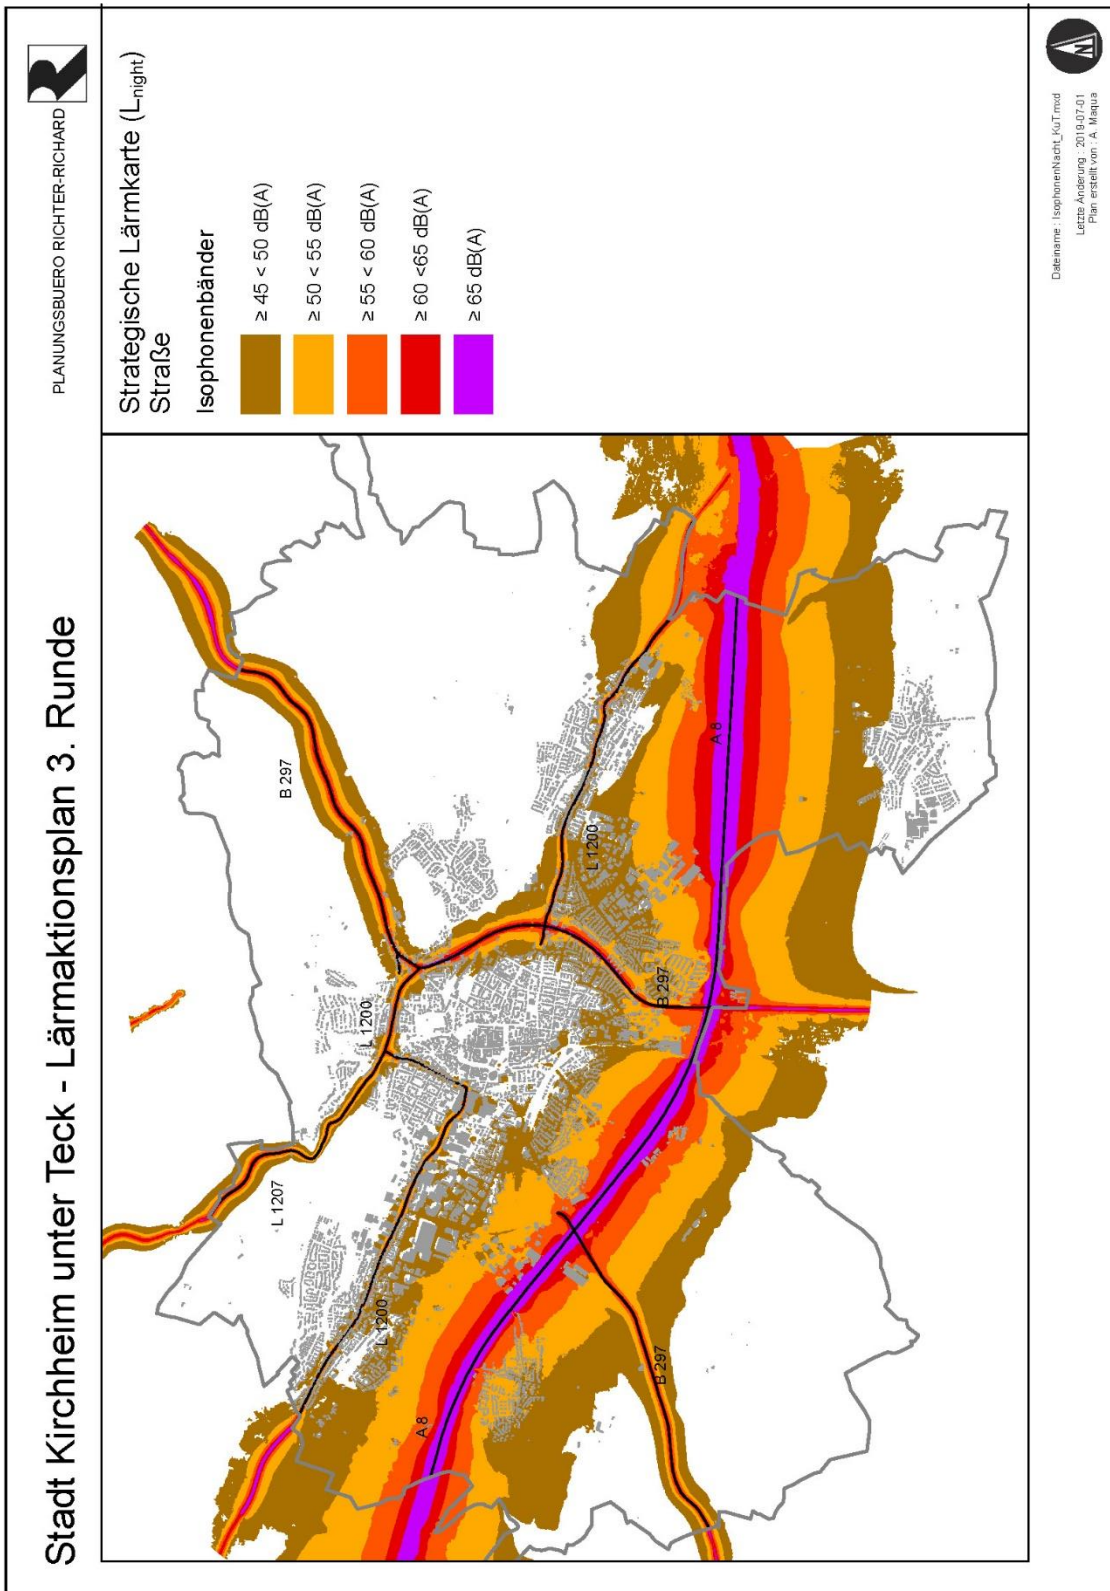 Stadt Kirchheim unter Teck - Lärmaktionsplan 3. Runde
PLANUNGSBUERO RICHTER-RICHARD
Strategische Lärmkarte (Lnight)
Straße
Isophonenbänder
≥ 45 < 50 dB(A)
≥ 50 < 55 dB(A)
≥ 55 < 60 dB(A)
≥ 60 <65 dB(A)
≥ 65 dB(A)
L 1207
B 297
L 1200
L 1200
L 1200
A 8
B 297
B 297
A 8
N
Dateiname : IsophonenNacht_KuT.mxd
Letzte Änderung : 2019-07-01
Plan erstellt von : A. Maqua